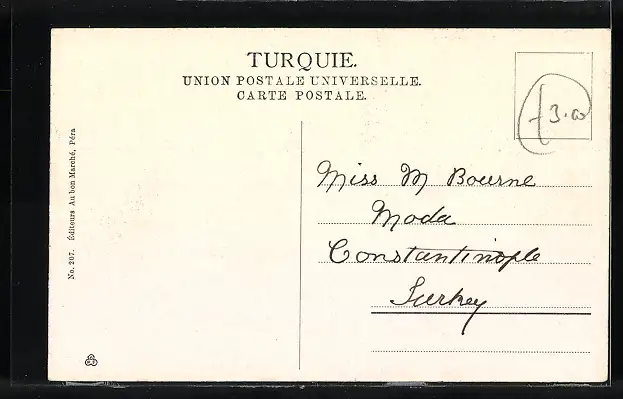 TURQUIE.
UNION POSTALE UNIVERSELLE.
CARTE POSTALE.
3.00
Miss M Bourne
Moda
Constantinople
Turkey
No. 207. Éditeurs Au bon Marché, Péra